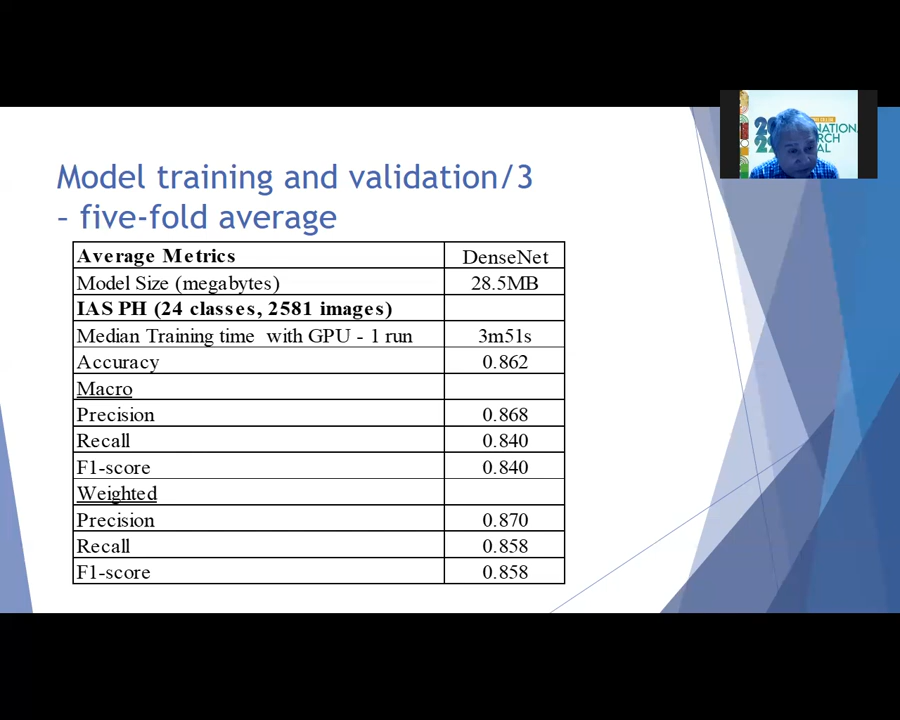 Model training and validation/3
– five-fold average
Average Metrics DenseNet
Model Size (megabytes) 28.5MB
IAS PH (24 classes, 2581 images)
Median Training time with GPU - 1 run 3m51s
Accuracy 0.862
Macro
Precision 0.868
Recall 0.840
F1-score 0.840
Weighted
Precision 0.870
Recall 0.858
F1-score 0.858